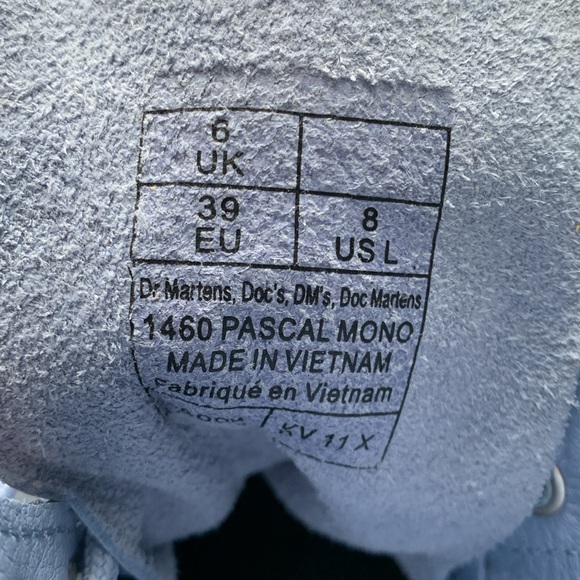 6
UK
39
EU
8
US L
Dr Martens, Doc's, DM's, Doc Martens
1460 PASCAL MONO
MADE IN VIETNAM
Fabriqué en Vietnam
KV 11 X